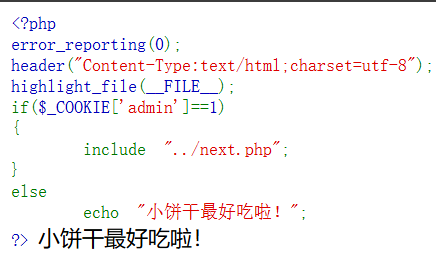 <?php
error_reporting(0);
header("Content-Type:text/html;charset=utf-8");
highlight_file(__FILE__);
if($_COOKIE['admin']==1)
{
        include  "../next.php";
}
else
        echo  "小饼干最好吃啦！";
?> 小饼干最好吃啦！